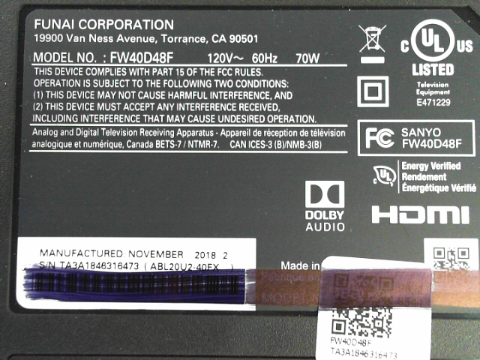 FUNAI CORPORATION
19900 Van Ness Avenue, Torrance, CA 90501
MODEL NO. : FW40D48F 120V~ 60Hz 70W
THIS DEVICE COMPLIES WITH PART 15 OF THE FCC RULES.
OPERATION IS SUBJECT TO THE FOLLOWING TWO CONDITIONS:
(1) THIS DEVICE MAY NOT CAUSE HARMFUL INTERFERENCE, AND
(2) THIS DEVICE MUST ACCEPT ANY INTERFERENCE RECEIVED,
INCLUDING INTERFERENCE THAT MAY CAUSE UNDESIRED OPERATION.
Analog and Digital Television Receiving Apparatus - Appareil de réception de télévision
analogique et numérique, Canada BETS-7 / NTMR-7. CAN ICES-3 (B)/NMB-3(B)
C UL US
LISTED
Television
Equipment
E471229
FC SANYO
FW40D48F
UL Energy Verified
Rendement
Énergétique Vérifié
DOLBY
AUDIO
HDMI
MANUFACTURED NOVEMBER 2018 2
S/N TA3A1846316473 ( ABL20U2-40EX )
Made in
FW40D48F
TA3A1846316473